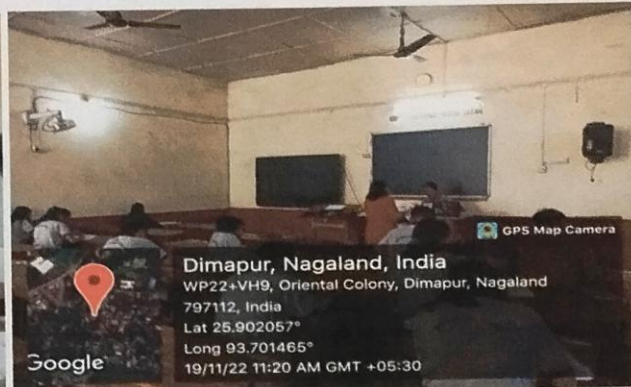 GPS Map Camera
Dimapur, Nagaland, India
WP22+VH9, Oriental Colony, Dimapur, Nagaland
797112, India
Lat 25.902057°
Long 93.701465°
19/11/22 11:20 AM GMT +05:30
Google